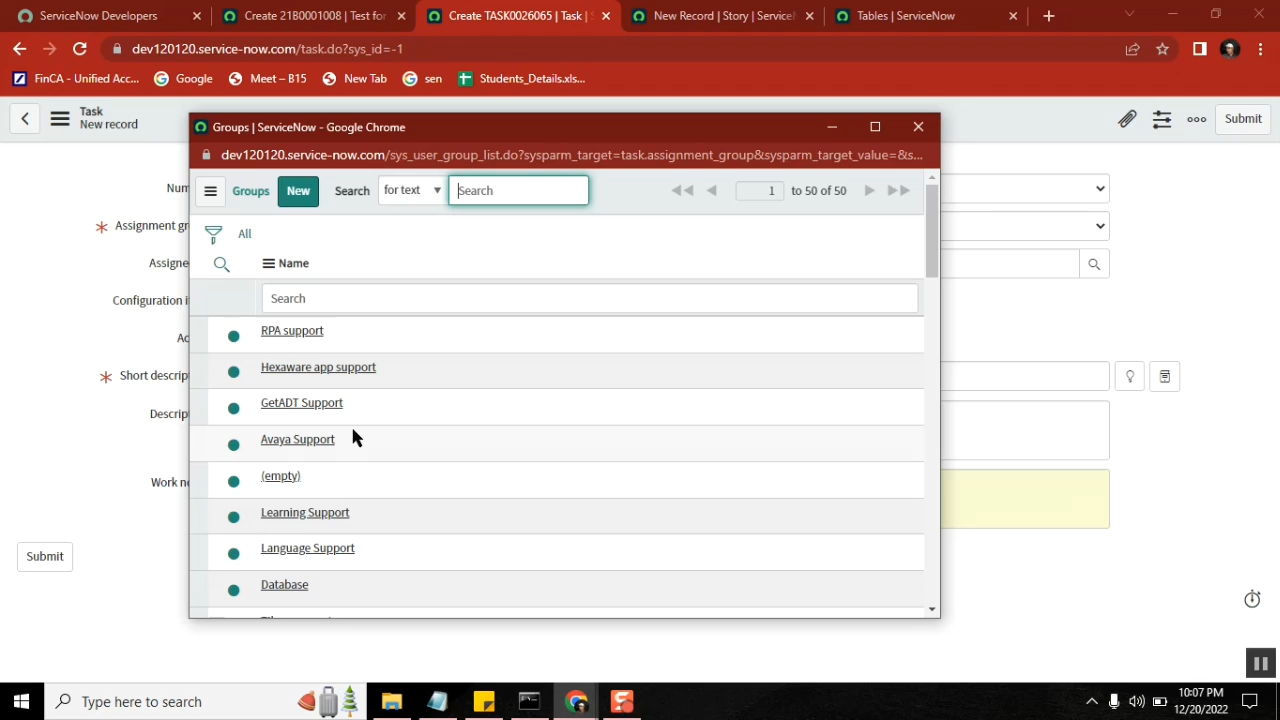 ServiceNow Developers
Create 21B0001008 | Test for
Create TASK0026065 | Task | S
New Record | Story | Service
Tables | ServiceNow
dev120120.service-now.com/task.do?sys_id=-1
FinCA - Unified Acc...
Google
Meet – B15
New Tab
sen
Students_Details.xls...
Task
New record
Submit
Groups | ServiceNow - Google Chrome
dev120120.service-now.com/sys_user_group_list.do?sysparm_target=task.assignment_group&sysparm_target_value=&s...
Groups
New
Search
for text
Search
1
to 50 of 50
All
Name
Search
RPA support
Hexaware app support
GetADT Support
Avaya Support
(empty)
Learning Support
Language Support
Database
Num
Assignment gr
Assigne
Configuration i
Ac
Short descrip
Descrip
Work no
Submit
Type here to search
10:07 PM
12/20/2022